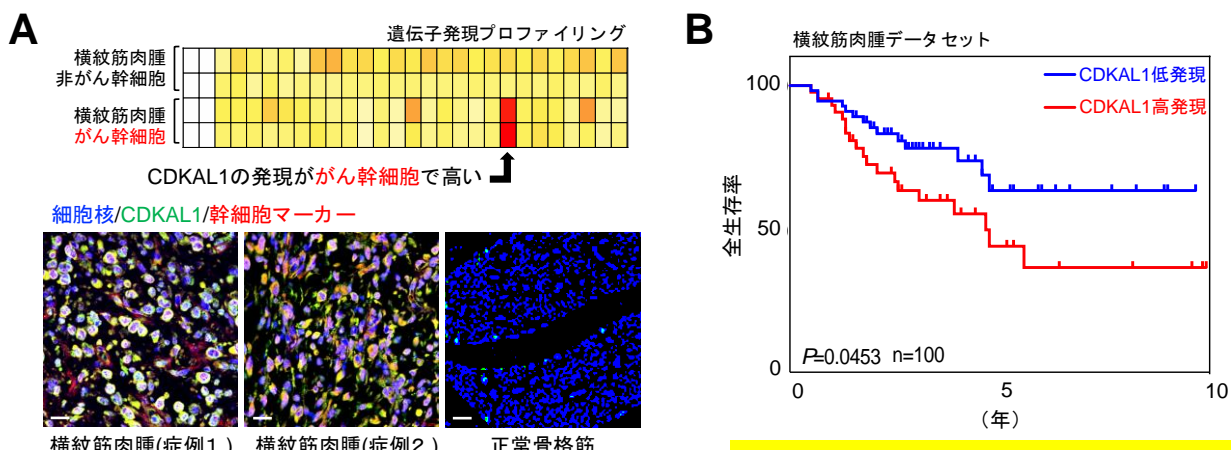 A
遺伝子発現プロファイリング
横紋筋肉腫
非がん幹細胞
横紋筋肉腫
がん幹細胞
CDKAL1の発現ががん幹細胞で高い
細胞核/CDKAL1/幹細胞マーカー
横紋筋肉腫(症例1)
横紋筋肉腫(症例2)
正常骨格筋
B
横紋筋肉腫データセット
CDKAL1低発現
CDKAL1高発現
100
50
0
全生存率
P=0.0453 n=100
0
5
10
（年）